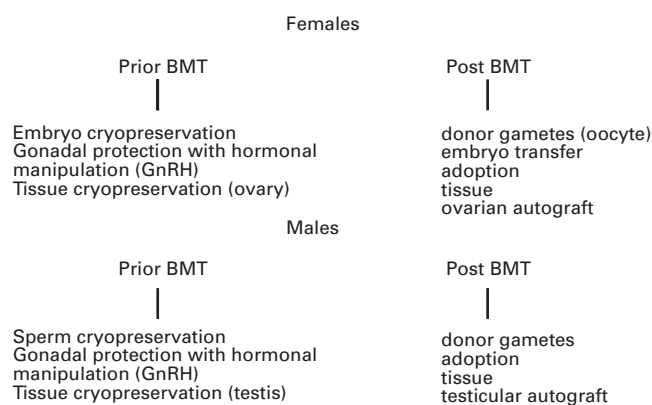 Females
Prior BMT
Post BMT
Embryo cryopreservation
Gonadal protection with hormonal
manipulation (GnRH)
Tissue cryopreservation (ovary)
donor gametes (oocyte)
embryo transfer
adoption
tissue
ovarian autograft
Males
Prior BMT
Post BMT
Sperm cryopreservation
Gonadal protection with hormonal
manipulation (GnRH)
Tissue cryopreservation (testis)
donor gametes
adoption
tissue
testicular autograft